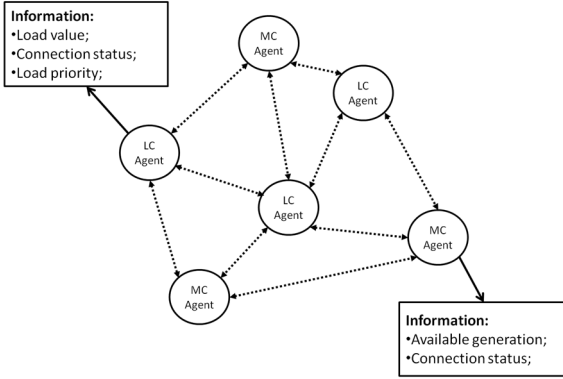 Information:
•Load value;
•Connection status;
•Load priority;
MC
Agent
LC
Agent
LC
Agent
LC
Agent
MC
Agent
MC
Agent
Information:
•Available generation;
•Connection status;